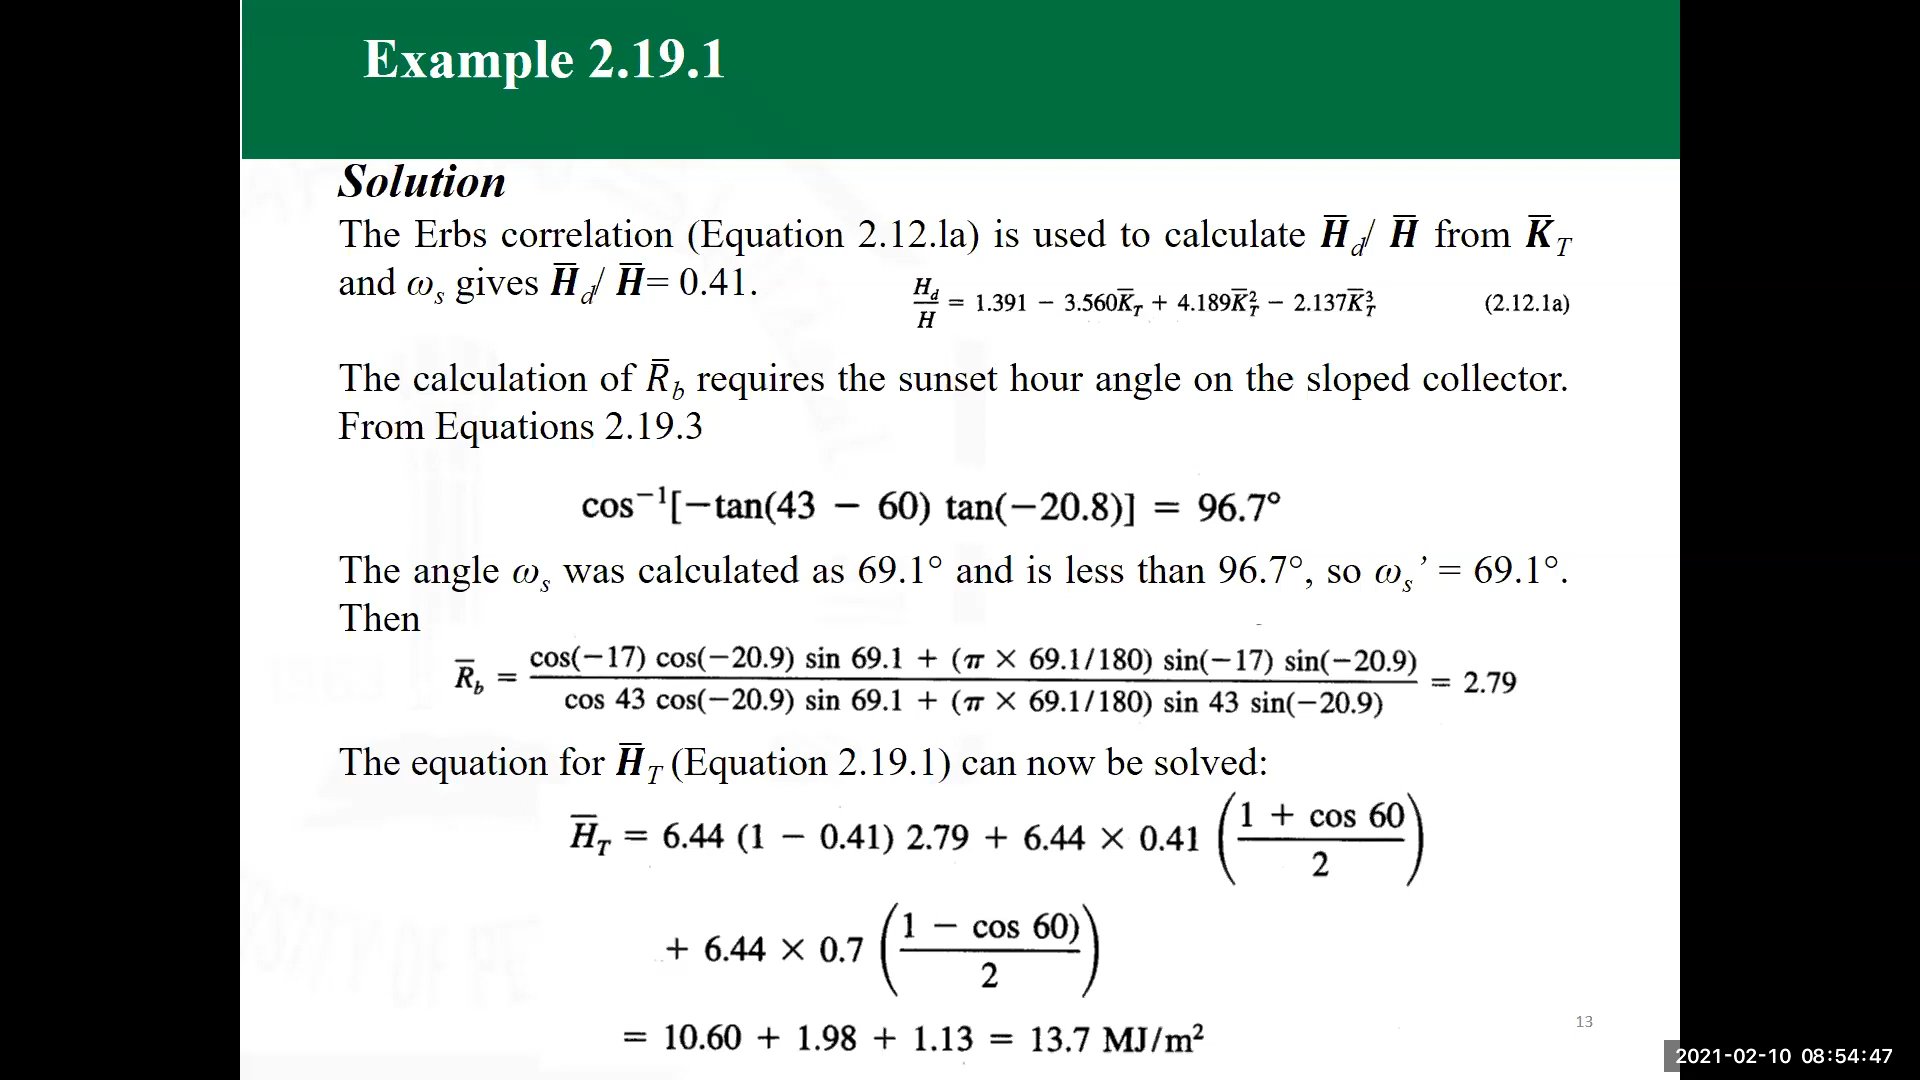 Example 2.19.1
Solution
The Erbs correlation (Equation 2.12.la) is used to calculate H̅d/ H̅ from K̅T
and ωs gives H̅d/ H̅= 0.41.
Hd/H = 1.391 − 3.560K̅T + 4.189K̅²T − 2.137K̅³T (2.12.1a)
The calculation of R̅b requires the sunset hour angle on the sloped collector.
From Equations 2.19.3
cos⁻¹[−tan(43 − 60) tan(−20.8)] = 96.7°
The angle ωs was calculated as 69.1° and is less than 96.7°, so ωs’ = 69.1°.
Then
R̅b = cos(−17) cos(−20.9) sin 69.1 + (π × 69.1/180) sin(−17) sin(−20.9) / cos 43 cos(−20.9) sin 69.1 + (π × 69.1/180) sin 43 sin(−20.9) = 2.79
The equation for H̅T (Equation 2.19.1) can now be solved:
H̅T = 6.44 (1 − 0.41) 2.79 + 6.44 × 0.41 (1 + cos 60 / 2)
+ 6.44 × 0.7 (1 − cos 60) / 2)
= 10.60 + 1.98 + 1.13 = 13.7 MJ/m²
13
2021-02-10 08:54:47